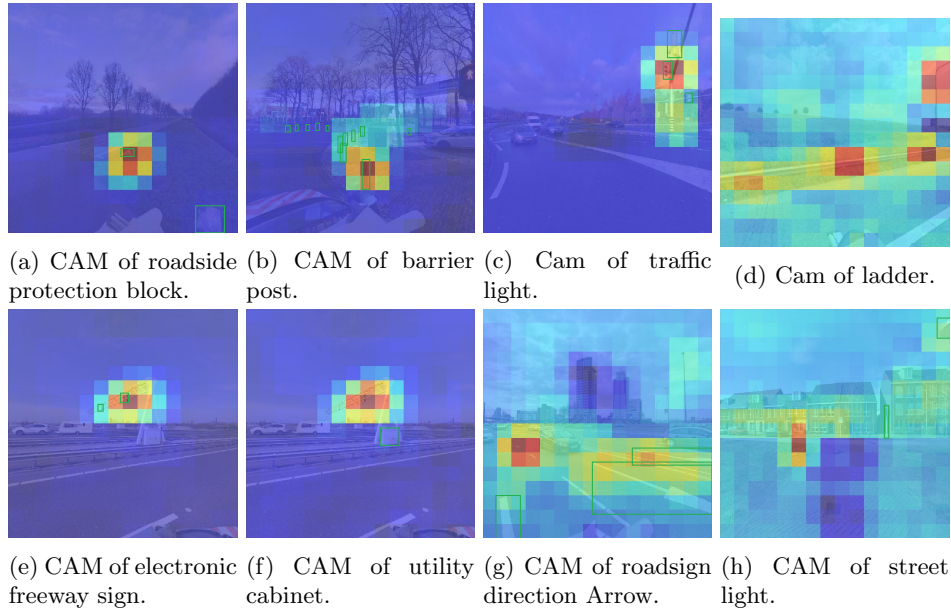 (a) CAM of roadside
protection block.
(b) CAM of barrier
post.
(c) Cam of traffic
light.
(d) Cam of ladder.
(e) CAM of electronic
freeway sign.
(f) CAM of utility
cabinet.
(g) CAM of roadsign
direction Arrow.
(h) CAM of street
light.